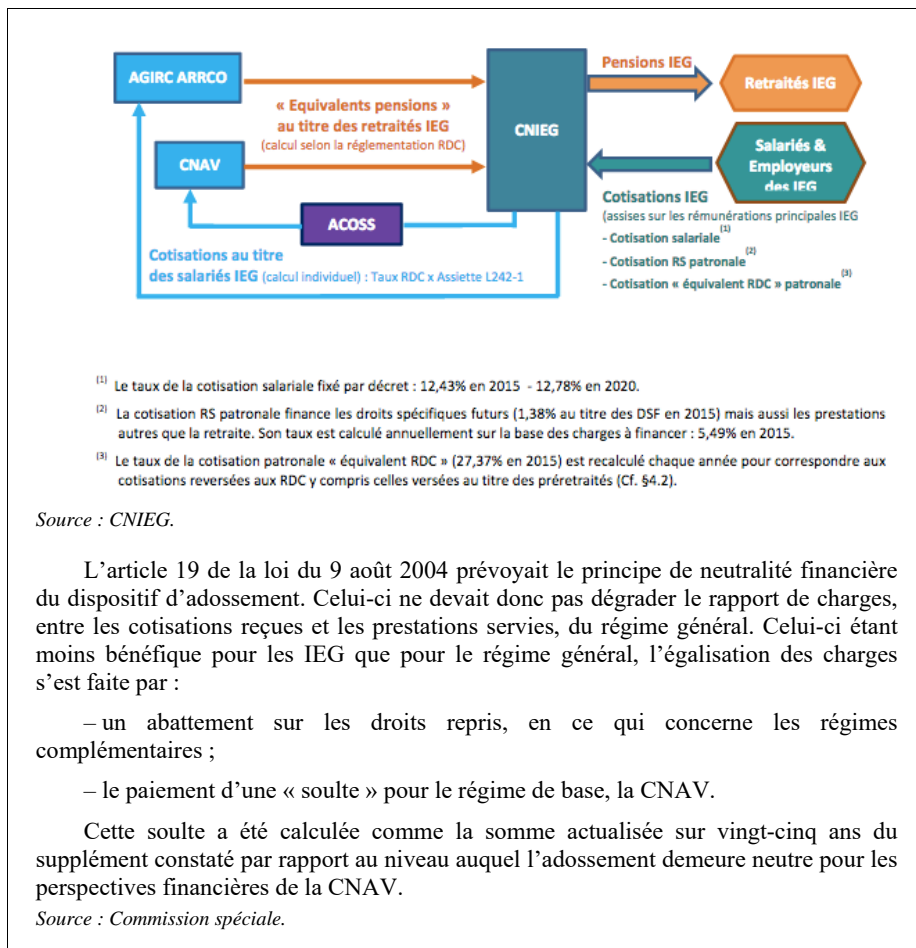 AGIRC ARRCO
Pensions IEG
Retraités IEG
« Equivalents pensions »
au titre des retraités IEG
(calcul selon la réglementation RDC)
CNIEG
CNAV
Salariés &
Employeurs
des IEG
ACOSS
Cotisations IEG
(assises sur les rémunérations principales IEG
- Cotisation salariale (1)
- Cotisation RS patronale (2)
- Cotisation « équivalent RDC » patronale (3)
Cotisations au titre
des salariés IEG (calcul individuel) : Taux RDC x Assiette L242-1
(1) Le taux de la cotisation salariale fixé par décret : 12,43% en 2015 - 12,78% en 2020.
(2) La cotisation RS patronale finance les droits spécifiques futurs (1,38% au titre des DSF en 2015) mais aussi les prestations
autres que la retraite. Son taux est calculé annuellement sur la base des charges à financer : 5,49% en 2015.
(3) Le taux de la cotisation patronale « équivalent RDC » (27,37% en 2015) est recalculé chaque année pour correspondre aux
cotisations reversées aux RDC y compris celles versées au titre des préretraités (Cf. §4.2).
Source : CNIEG.
L'article 19 de la loi du 9 août 2004 prévoyait le principe de neutralité financière
du dispositif d'adossement. Celui-ci ne devait donc pas dégrader le rapport de charges,
entre les cotisations reçues et les prestations servies, du régime général. Celui-ci étant
moins bénéfique pour les IEG que pour le régime général, l'égalisation des charges
s'est faite par :
– un abattement sur les droits repris, en ce qui concerne les régimes
complémentaires ;
– le paiement d'une « soulte » pour le régime de base, la CNAV.
Cette soulte a été calculée comme la somme actualisée sur vingt-cinq ans du
supplément constaté par rapport au niveau auquel l'adossement demeure neutre pour les
perspectives financières de la CNAV.
Source : Commission spéciale.